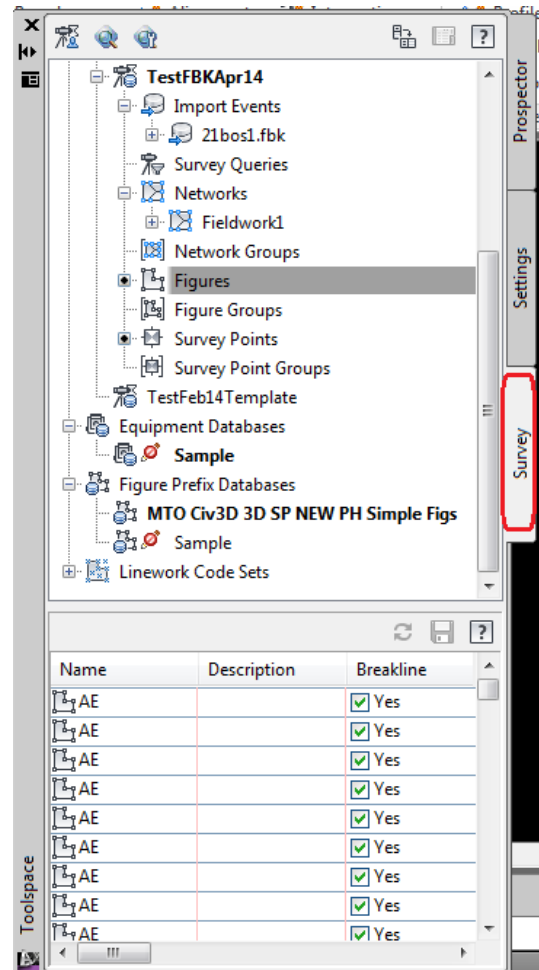 ?
TestFBKApr14
Import Events
21bos1.fbk
Survey Queries
Networks
Fieldwork1
Network Groups
Figures
Figure Groups
Survey Points
Survey Point Groups
TestFeb14Template
Equipment Databases
Sample
Figure Prefix Databases
MTO Civ3D 3D SP NEW PH Simple Figs
Sample
Linework Code Sets
Prospector
Settings
Survey
?
Name Description Breakline
AE Yes
AE Yes
AE Yes
AE Yes
AE Yes
AE Yes
AE Yes
AE Yes
AE Yes
Toolspace